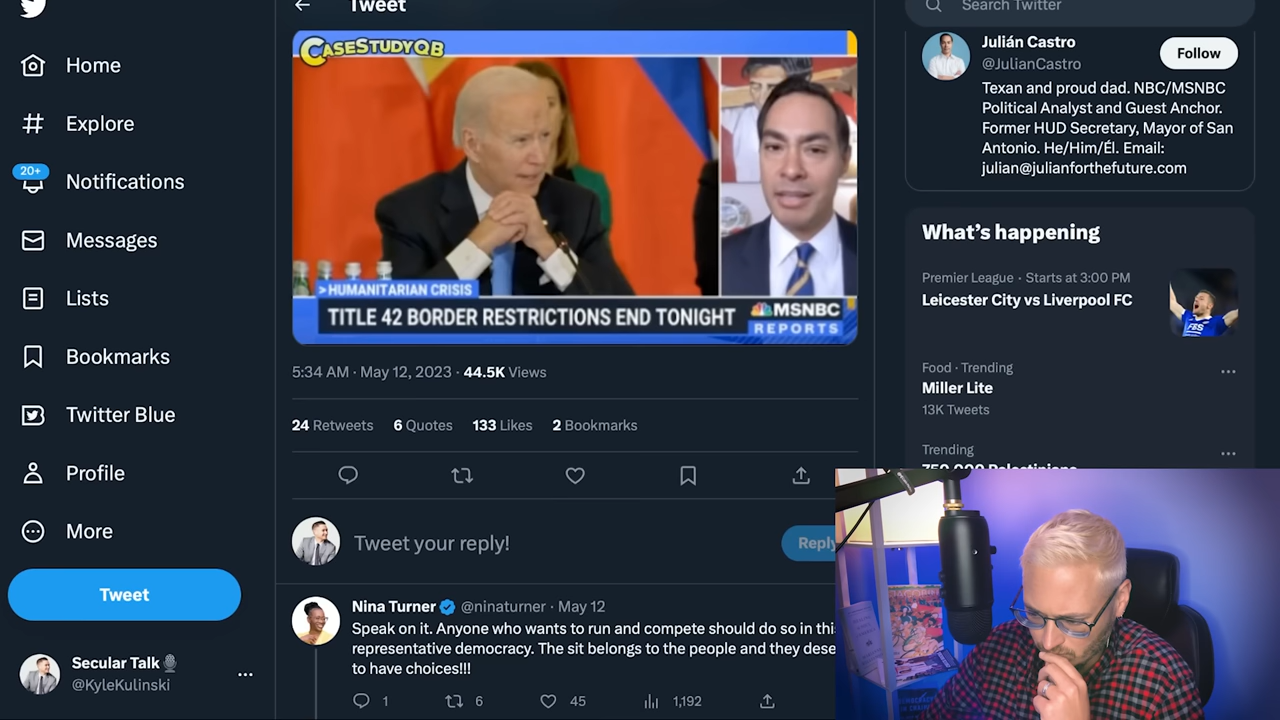 Home
Explore
20+
Notifications
Messages
Lists
Bookmarks
Twitter Blue
Profile
More
Tweet
Secular Talk
@KyleKulinski
Tweet
CASESTUDYQB
>HUMANITARIAN CRISIS
TITLE 42 BORDER RESTRICTIONS END TONIGHT
MSNBC
REPORTS
5:34 AM · May 12, 2023 · 44.5K Views
24 Retweets 6 Quotes 133 Likes 2 Bookmarks
Tweet your reply!
Reply
Nina Turner @ninaturner · May 12
Speak on it. Anyone who wants to run and compete should do so in this
representative democracy. The sit belongs to the people and they dese
to have choices!!!
1 6 45 1,192
Search Twitter
Julián Castro
@JulianCastro
Follow
Texan and proud dad. NBC/MSNBC
Political Analyst and Guest Anchor.
Former HUD Secretary, Mayor of San
Antonio. He/Him/Él. Email:
julian@julianforthefuture.com
What's happening
Premier League · Starts at 3:00 PM
Leicester City vs Liverpool FC
Food · Trending
Miller Lite
13K Tweets
Trending
750,000 Palestinians